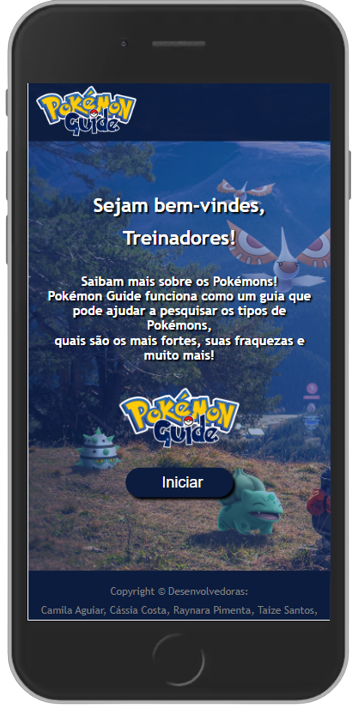 Pokémon
Guide
Sejam bem-vindes,
Treinadores!
Saibam mais sobre os Pokémons!
Pokémon Guide funciona como um guia que
pode ajudar a pesquisar os tipos de
Pokémons,
quais são os mais fortes, suas fraquezas e
muito mais!
Pokémon
Guide
Iniciar
Copyright © Desenvolvedoras:
Camila Aguiar, Cássia Costa, Raynara Pimenta, Taize Santos,